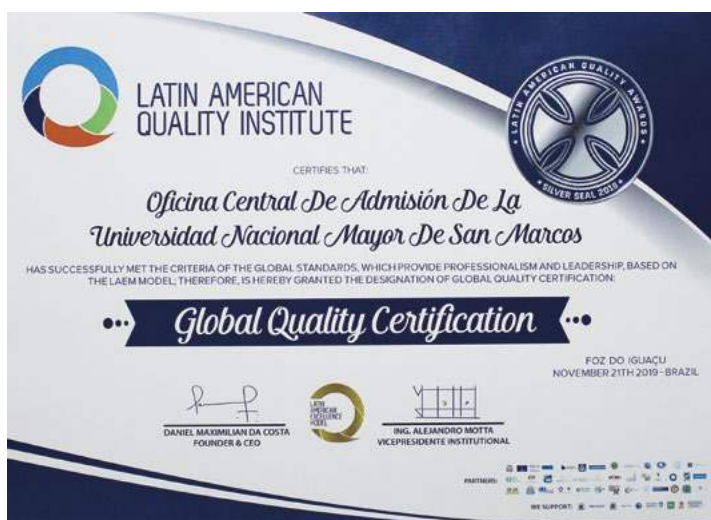 LATIN AMERICAN
QUALITY INSTITUTE
LATIN AMERICAN QUALITY AWARDS
SILVER SEAL 2019
CERTIFIES THAT:
Oficina Central De Admisión De La
Universidad Nacional Mayor De San Marcos
HAS SUCCESSFULLY MET THE CRITERIA OF THE GLOBAL STANDARDS, WHICH PROVIDE PROFESSIONALISM AND LEADERSHIP, BASED ON
THE LAEM MODEL; THEREFORE, IS HEREBY GRANTED THE DESIGNATION OF GLOBAL QUALITY CERTIFICATION:
Global Quality Certification
FOZ DO IGUAÇU
NOVEMBER 21TH 2019 - BRAZIL
LATIN
AMERICAN
EXCELLENCE
MODEL
DANIEL MAXIMILIAN DA COSTA
FOUNDER & CEO
ING. ALEJANDRO MOTTA
VICEPRESIDENTE INSTITUTIONAL
PARTNERS:
WE SUPPORT: